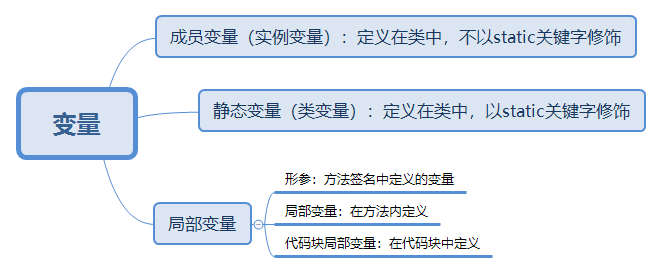 成员变量（实例变量）：定义在类中，不以static关键字修饰
变量
静态变量（类变量）：定义在类中，以static关键字修饰
局部变量
形参：方法签名中定义的变量
局部变量：在方法内定义
代码块局部变量：在代码块中定义